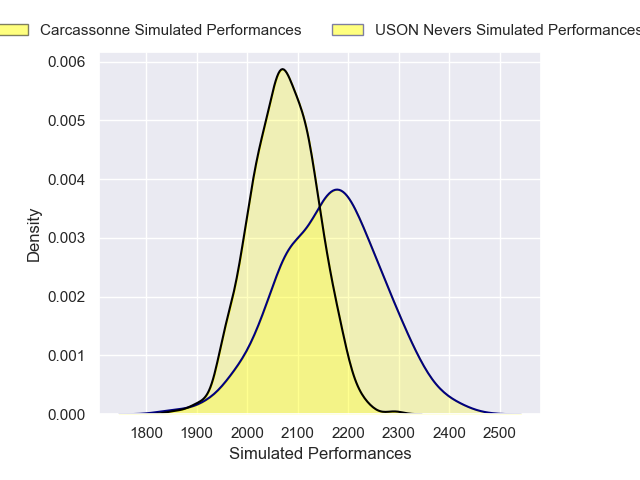 Carcassonne Simulated Performances USON Nevers Simulated Performances
0.006
0.005
0.004
0.003
0.002
0.001
0.000
Density
1800 1900 2000 2100 2200 2300 2400 2500
Simulated Performances